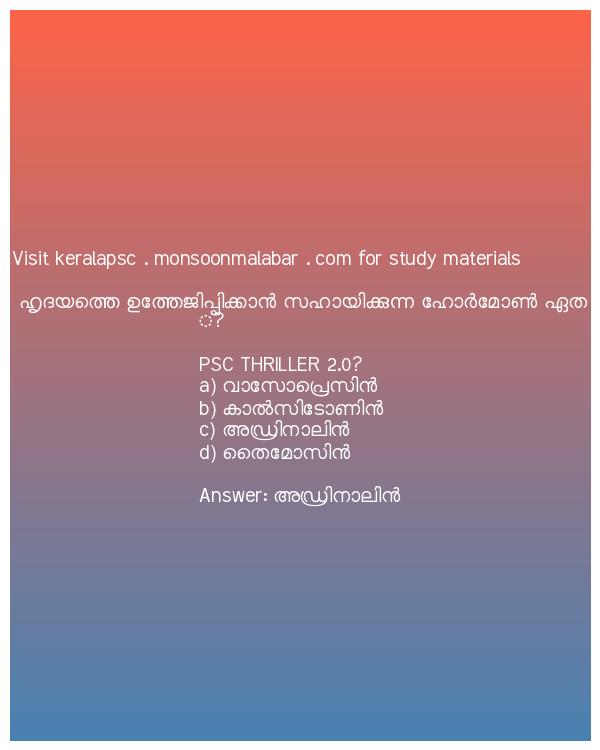 Visit keralapsc . monsoonmalabar . com for study materials
ഹൃദയത്തെ ഉത്തേജിപ്പിക്കാൻ സഹായിക്കുന്ന ഹോർമോൺ ഏത
്?
PSC THRILLER 2.0?
a) വാസോപ്രെസിൻ
b) കാൽസിടോണിൻ
c) അഡ്രിനാലിൻ
d) തൈമോസിൻ
Answer: അഡ്രിനാലിൻ